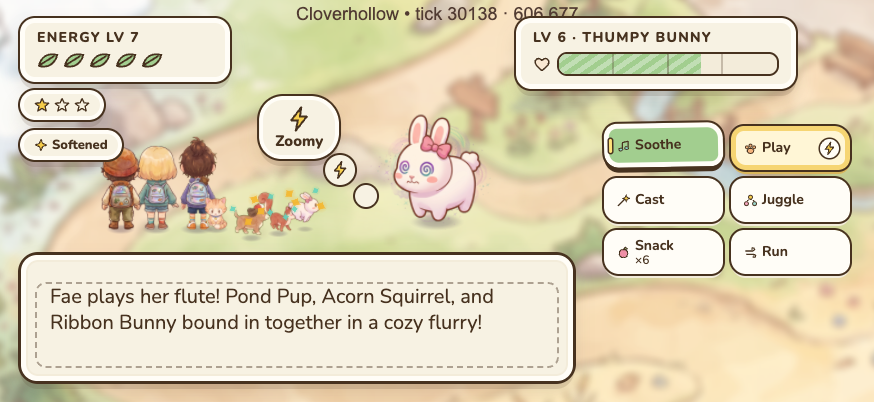 Cloverhollow • tick 30138 · 606,677
ENERGY LV 7
LV 6 · THUMPY BUNNY
Softened
Zoomy
Soothe
Play
Cast
Juggle
Snack
×6
Run
Fae plays her flute! Pond Pup, Acorn Squirrel, and
Ribbon Bunny bound in together in a cozy flurry!